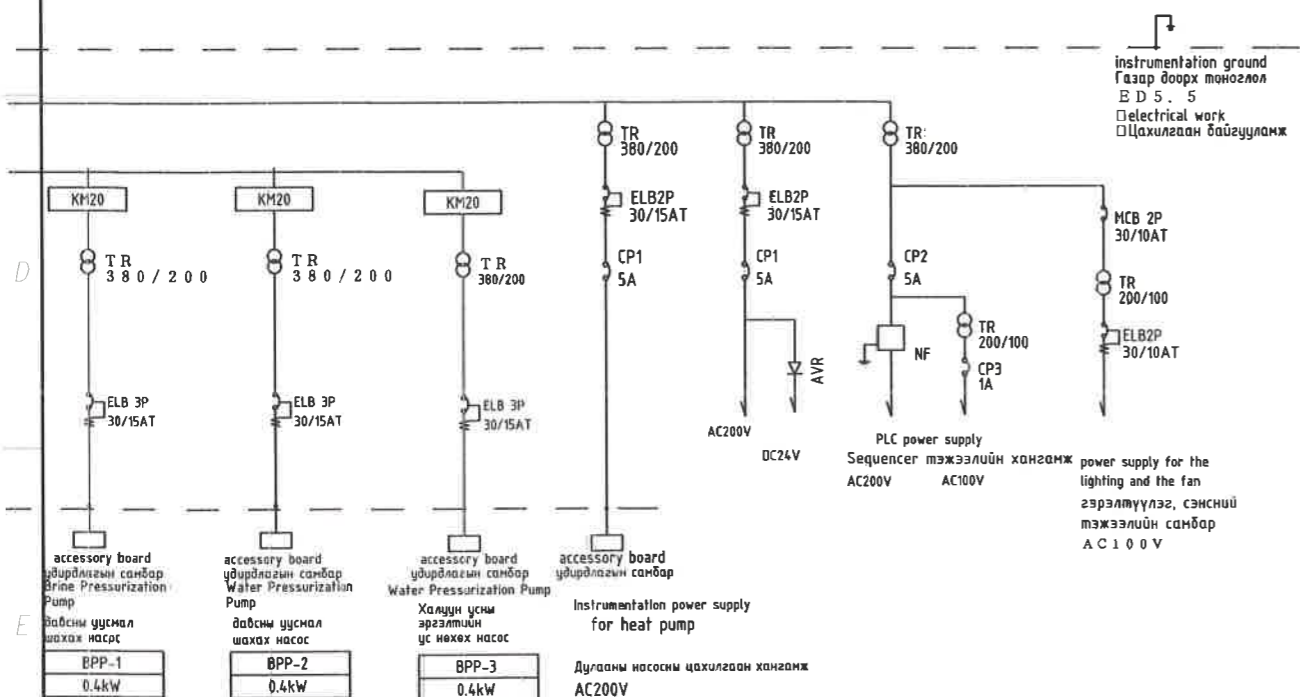 instrumentation ground
Газар доорх тоноглол
ED5. 5
□electrical work
□Цахилгаан байгууламж
TR
380/200
TR
380/200
TR
380/200
KM20
KM20
KM20
ELB2P
30/15AT
ELB2P
30/15AT
MCB 2P
30/10AT
D
TR
380/200
TR
380/200
TR
380/200
CP1
5A
CP1
5A
CP2
5A
TR
200/100
TR
200/100
ELB2P
30/10AT
NF
AVR
CP3
1A
ELB 3P
30/15AT
ELB 3P
30/15AT
ELB 3P
30/15AT
AC200V
DC24V
PLC power supply
Sequencer тэжээлийн хангамж
AC200V
AC100V
power supply for the
lighting and the fan
гэрэлтүүлэг, сэнсний
тэжээлийн самбар
AC100V
accessory board
удирдлагын самбар
Brine Pressurization
Pump
давсны уусмал
шахах насрс
BPP-1
0.4kW
accessory board
удирдлагын самбар
Water Pressurization
Pump
давсны уусмал
шахах насос
BPP-2
0.4kW
accessory board
удирдлагын самбар
Water Pressurization Pump
Халуун усны
эргэлтийн
ус нөхөх насос
BPP-3
0.4kW
accessory board
удирдлагын самбар
Instrumentation power supply
for heat pump
Дулааны насосны цахилгаан хангамж
AC200V
E